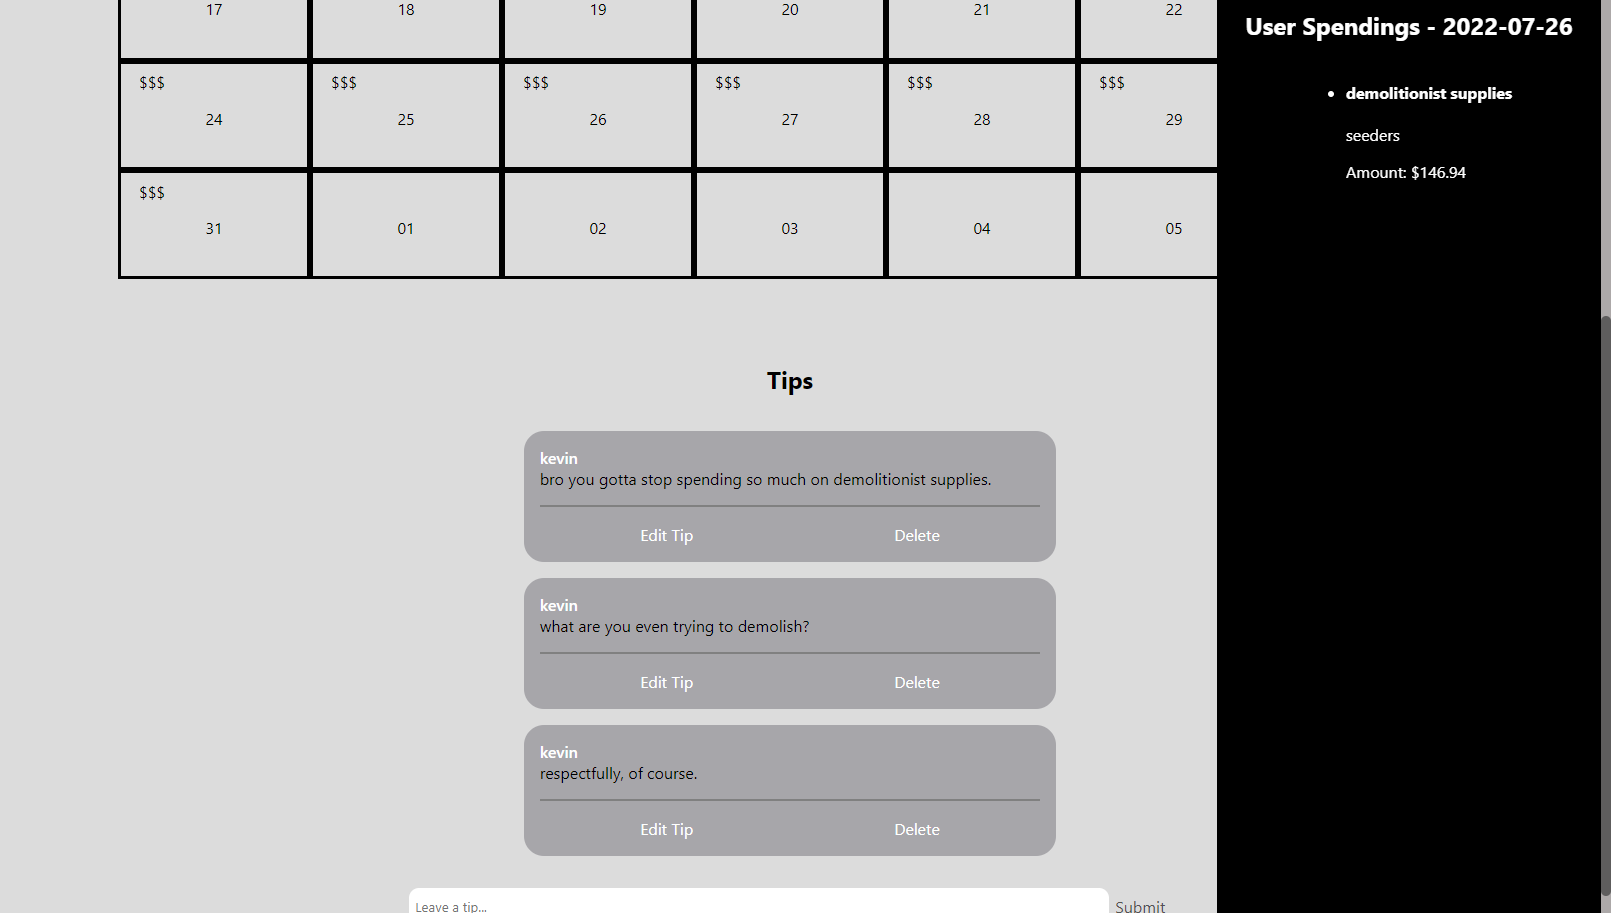 17 18 19 20 21 22
$$$ $$$ $$$ $$$ $$$ $$$
24 25 26 27 28 29
$$$
31 01 02 03 04 05
Tips
kevin
bro you gotta stop spending so much on demolitionist supplies.
Edit Tip Delete
kevin
what are you even trying to demolish?
Edit Tip Delete
kevin
respectfully, of course.
Edit Tip Delete
Leave a tip... Submit
User Spendings - 2022-07-26
• demolitionist supplies
seeders
Amount: $146.94